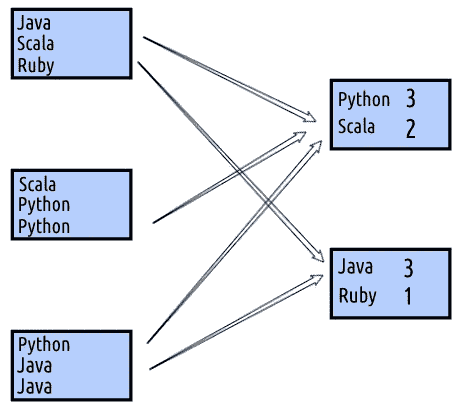 Java
Scala
Ruby
Scala
Python
Python
Python
Java
Java
Python 3
Scala 2
Java 3
Ruby 1